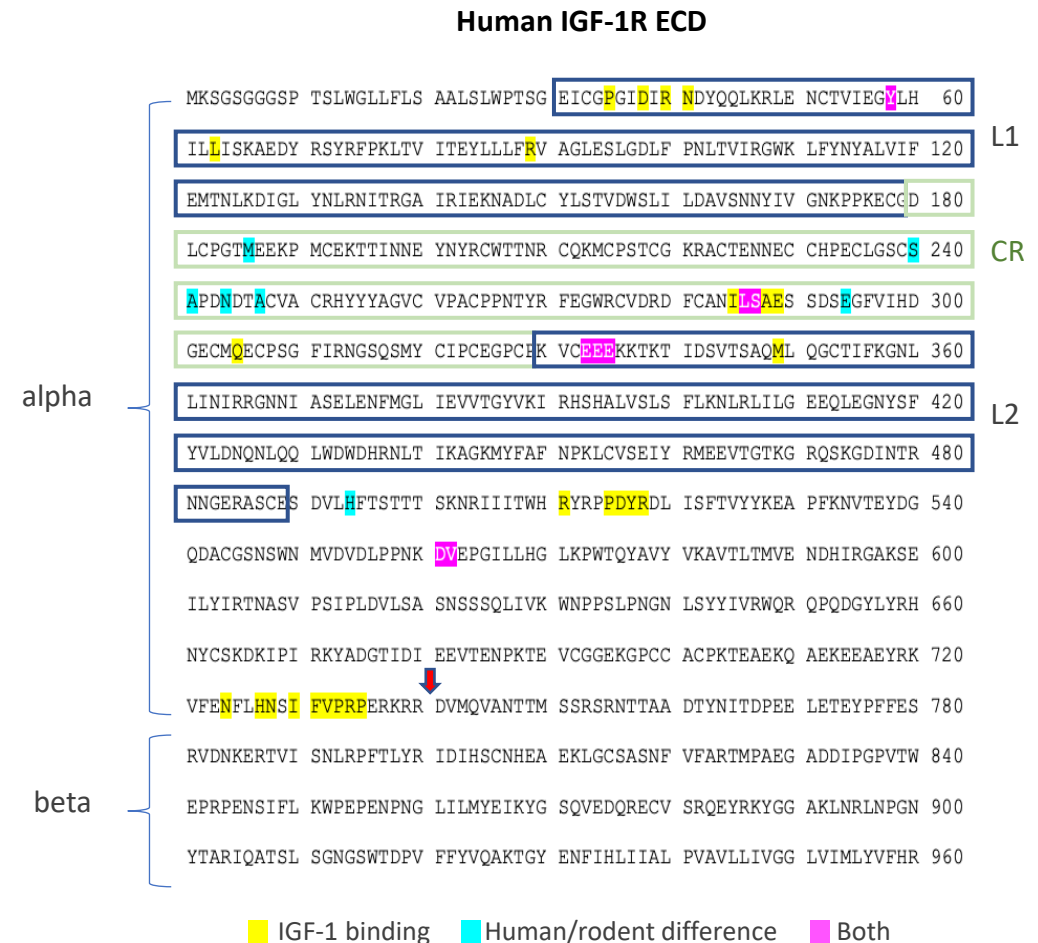 Human IGF-1R ECD
MKSGSGGGSP TSLWGLLFLS AALSLWPTSG EICGPGIDIR NDYQQLKRLE NCTVIEGYLH 60
L1
ILLISKAEDY RSYRFPKLTV ITEYLLLFRV AGLESLGDLF PNLTVIRGWK LFYNYALVIF 120
EMTNLKDIGL YNLRNITRGA IRIEKNADLC YLSTVDWSLI LDAVSNNYIV GNKPPKECGD 180
LCPGTMEEKP MCEKTTINNE YNYRCWTTNR CQKMCPSTCG KRACTENNEC CHPECLGSCS 240
CR
APDNDTACVA CRHYYYAGVC VPACPPNTYR FEGWRCVDRD FCANILSAES SDSEGFVIHD 300
GECMQECPSG FIRNGSQSMY CIPCEGPCPK VCEEEKKTKT IDSVTSAQML QGCTIFKGNL 360
alpha
LINIRRGNNI ASELENFMGL IEVVTGYVKI RHSHALVSLS FLKNLRLILG EEQLEGNYSF 420
L2
YVLDNQNLQQ LWDWDHRNLT IKAGKMYFAF NPKLCVSEIY RMEEVTGTKG RQSKGDINTR 480
NNGERASCES DVLHFTSTTT SKNRIIITWH RYRPPDYRDL ISFTVYYKEA PFKNVTEYDG 540
QDACGSNSWN MVDVDLPPNK DVEPGILLHG LKPWTQYAVY VKAVTLTMVE NDHIRGAKSE 600
ILYIRTNASV PSIPLDVLSA SNSSSQLIVK WNPPSLPNGN LSYYIVRWQR QPQDGYLYRH 660
NYCSKDKIPI RKYADGTIDI EEVTENPKTE VCGGEKGPCC ACPKTEAEKQ AEKEEAEYRK 720
VFENFLHNSI FVPRPERKRR DVMQVANTTM SSRSRNTTAA DTYNITDPEE LETEYPFFES 780
RVDNKERTVI SNLRPFTLYR IDIHSCNHEA EKLGCSASNF VFARTMPAEG ADDIPGPVTW 840
beta
EPRPENSIFL KWPEPENPNG LILMYEIKYG SQVEDQRECV SRQEYRKYGG AKLNRLNPGN 900
YTARIQATSL SGNGSWTDPV FFYVQAKTGY ENFIHLIIAL PVAVLLIVGG LVIMLYVFHR 960
IGF-1 binding Human/rodent difference Both